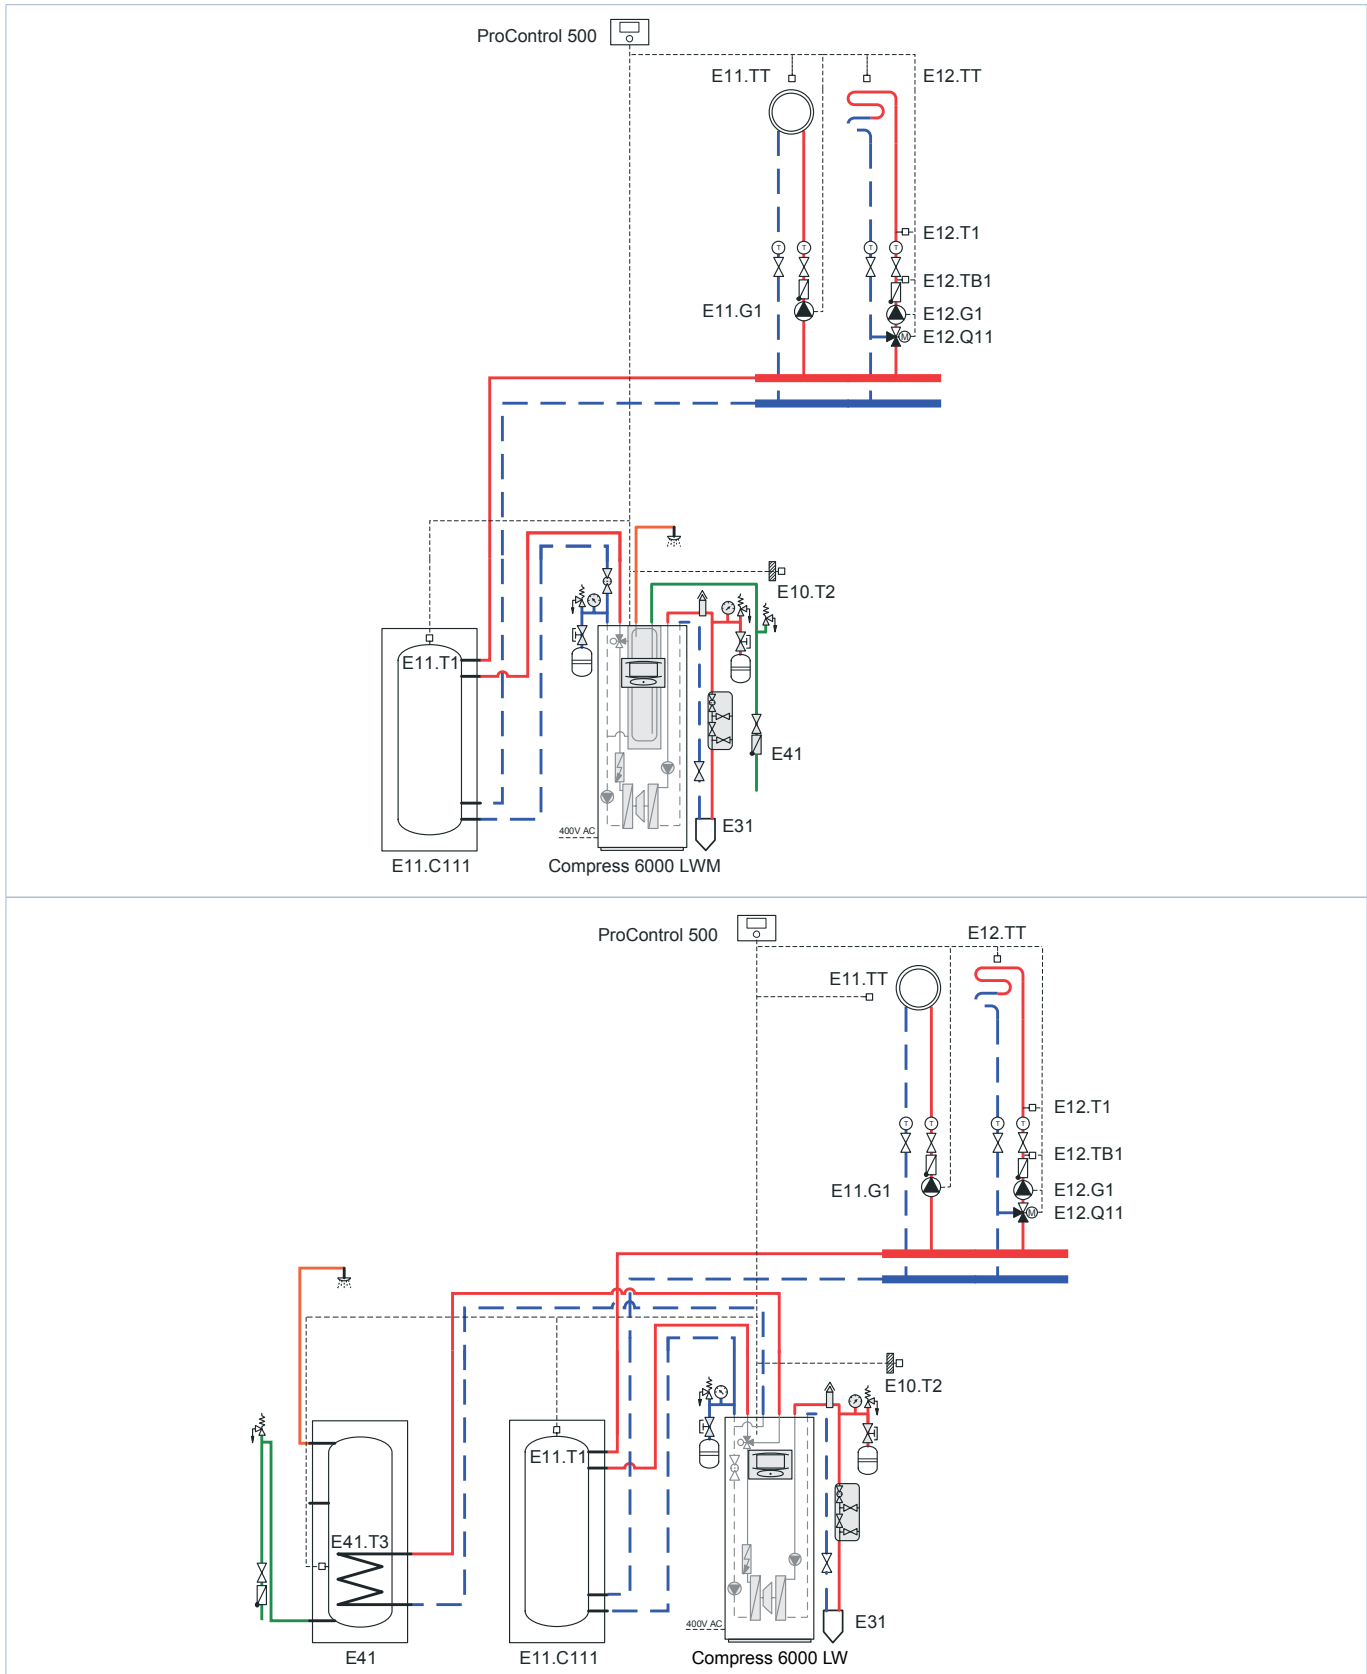 ProControl 500
E11.TT
E12.TT
E12.T1
E12.TB1
E11.G1
E12.G1
M
E12.Q11
T
T
T
T
E10.T2
E11.T1
E41
E31
400V AC
E11.C111
Compress 6000 LWM
ProControl 500
E12.TT
E11.TT
E12.T1
T
T
T
T
E12.TB1
E11.G1
E12.G1
M
E12.Q11
E10.T2
E11.T1
E41.T3
E31
400V AC
E41
E11.C111
Compress 6000 LW